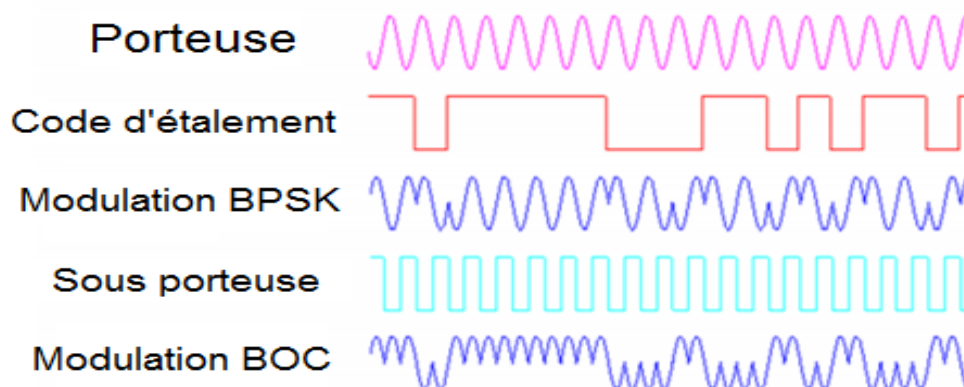 Porteuse
Code d'étalement
Modulation BPSK
Sous porteuse
Modulation BOC